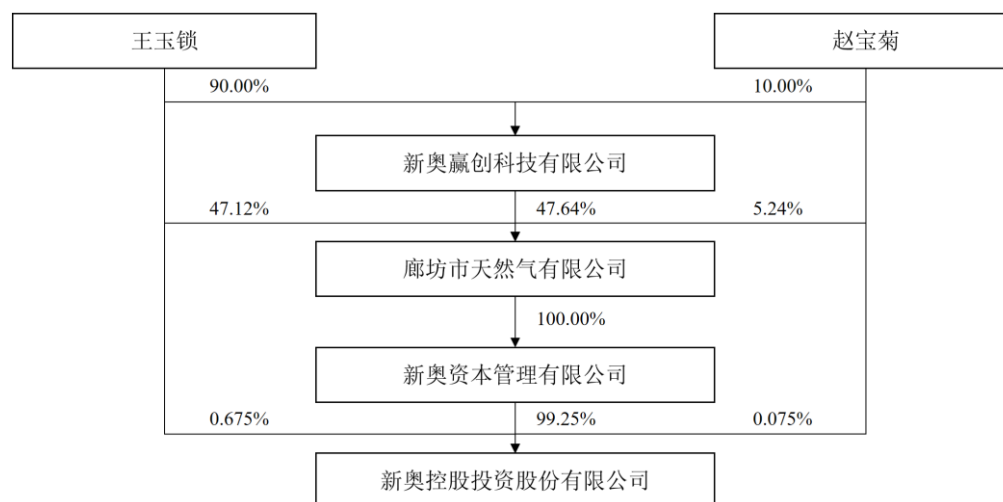 王玉锁
赵宝菊
90.00%
10.00%
新奥赢创科技有限公司
47.12%
47.64%
5.24%
廊坊市天然气有限公司
100.00%
新奥资本管理有限公司
0.675%
99.25%
0.075%
新奥控股投资股份有限公司